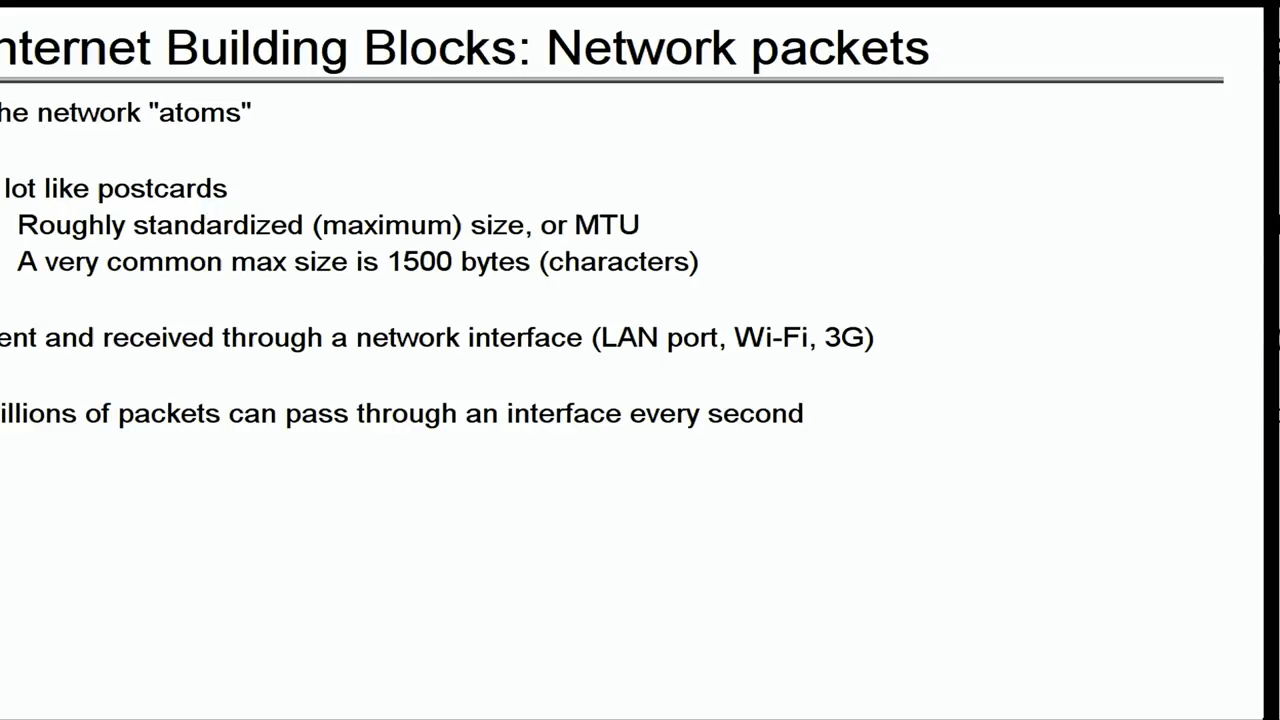 nternet Building Blocks: Network packets
he network "atoms"
lot like postcards
Roughly standardized (maximum) size, or MTU
A very common max size is 1500 bytes (characters)
ent and received through a network interface (LAN port, Wi-Fi, 3G)
illions of packets can pass through an interface every second